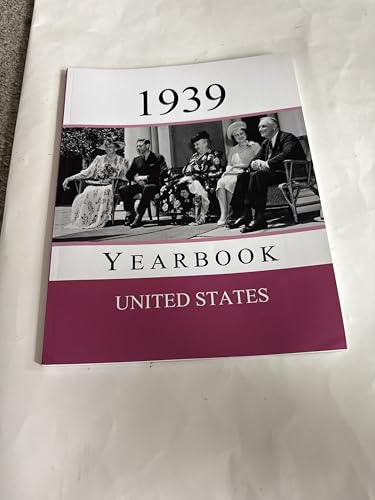 1939
YEARBOOK
UNITED STATES